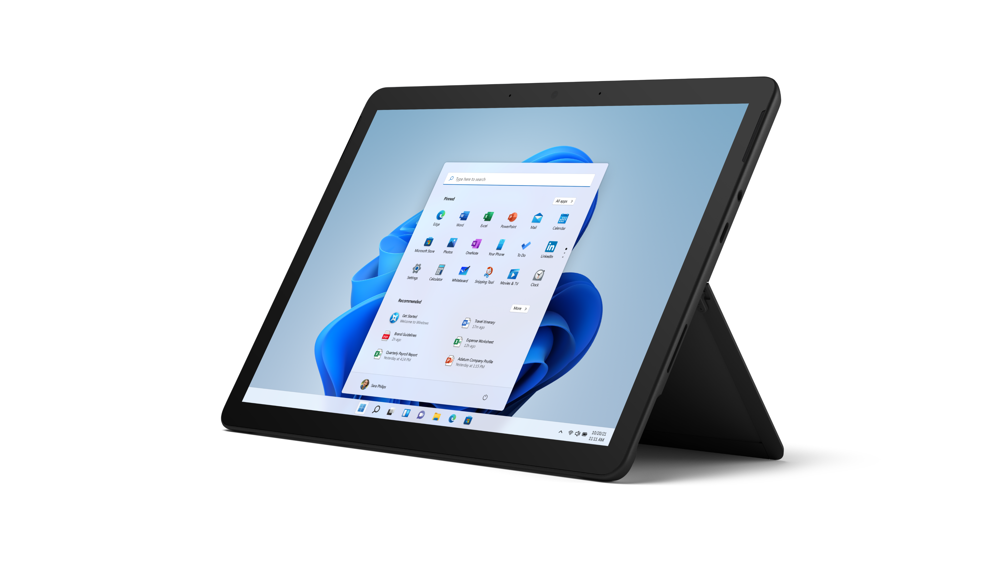 Type here to search
Pinned
All apps
Edge
Word
Excel
PowerPoint
Mail
Calendar
Microsoft Store
Photos
OneNote
Your Phone
To Do
LinkedIn
Settings
Calculator
Whiteboard
Snipping Tool
Movies & TV
Clock
Recommended
More
Get Started
Welcome to Windows
Travel Itinerary
17m ago
Brand Guidelines
2h ago
Expense Worksheet
12h ago
Quarterly Payroll Report
Yesterday at 4:24 PM
Adatum Company Profile
Yesterday at 1:15 PM
Sara Philips
10/20/21
11:11 AM